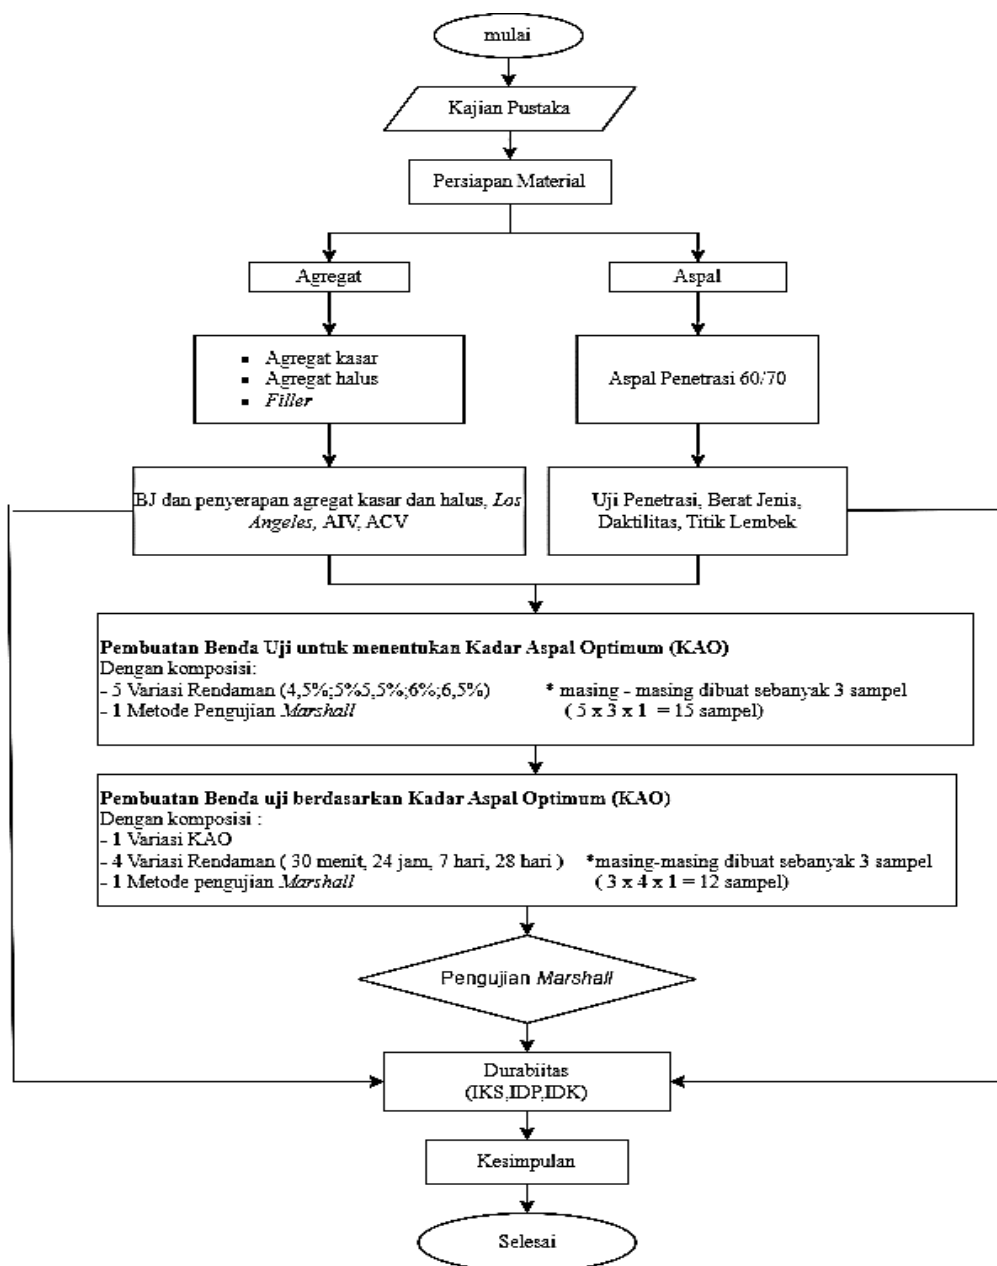 mulai
Kajian Pustaka
Persiapan Material
Agregat
Aspal
▪ Agregat kasar
▪ Agregat halus
▪ Filler
Aspal Penetrasi 60/70
BJ dan penyerapan agregat kasar dan halus, Los
Angeles, AIV, ACV
Uji Penetrasi, Berat Jenis,
Daktilitas, Titik Lembek
Pembuatan Benda Uji untuk menentukan Kadar Aspal Optimum (KAO)
Dengan komposisi:
- 5 Variasi Rendaman (4,5%;5%5,5%;6%;6,5%) * masing - masing dibuat sebanyak 3 sampel
- 1 Metode Pengujian Marshall ( 5 x 3 x 1 = 15 sampel)
Pembuatan Benda uji berdasarkan Kadar Aspal Optimum (KAO)
Dengan komposisi :
- 1 Variasi KAO
- 4 Variasi Rendaman ( 30 menit, 24 jam, 7 hari, 28 hari ) *masing-masing dibuat sebanyak 3 sampel
- 1 Metode pengujian Marshall ( 3 x 4 x 1 = 12 sampel)
Pengujian Marshall
Durabiitas
(IKS,IDP,IDK)
Kesimpulan
Selesai